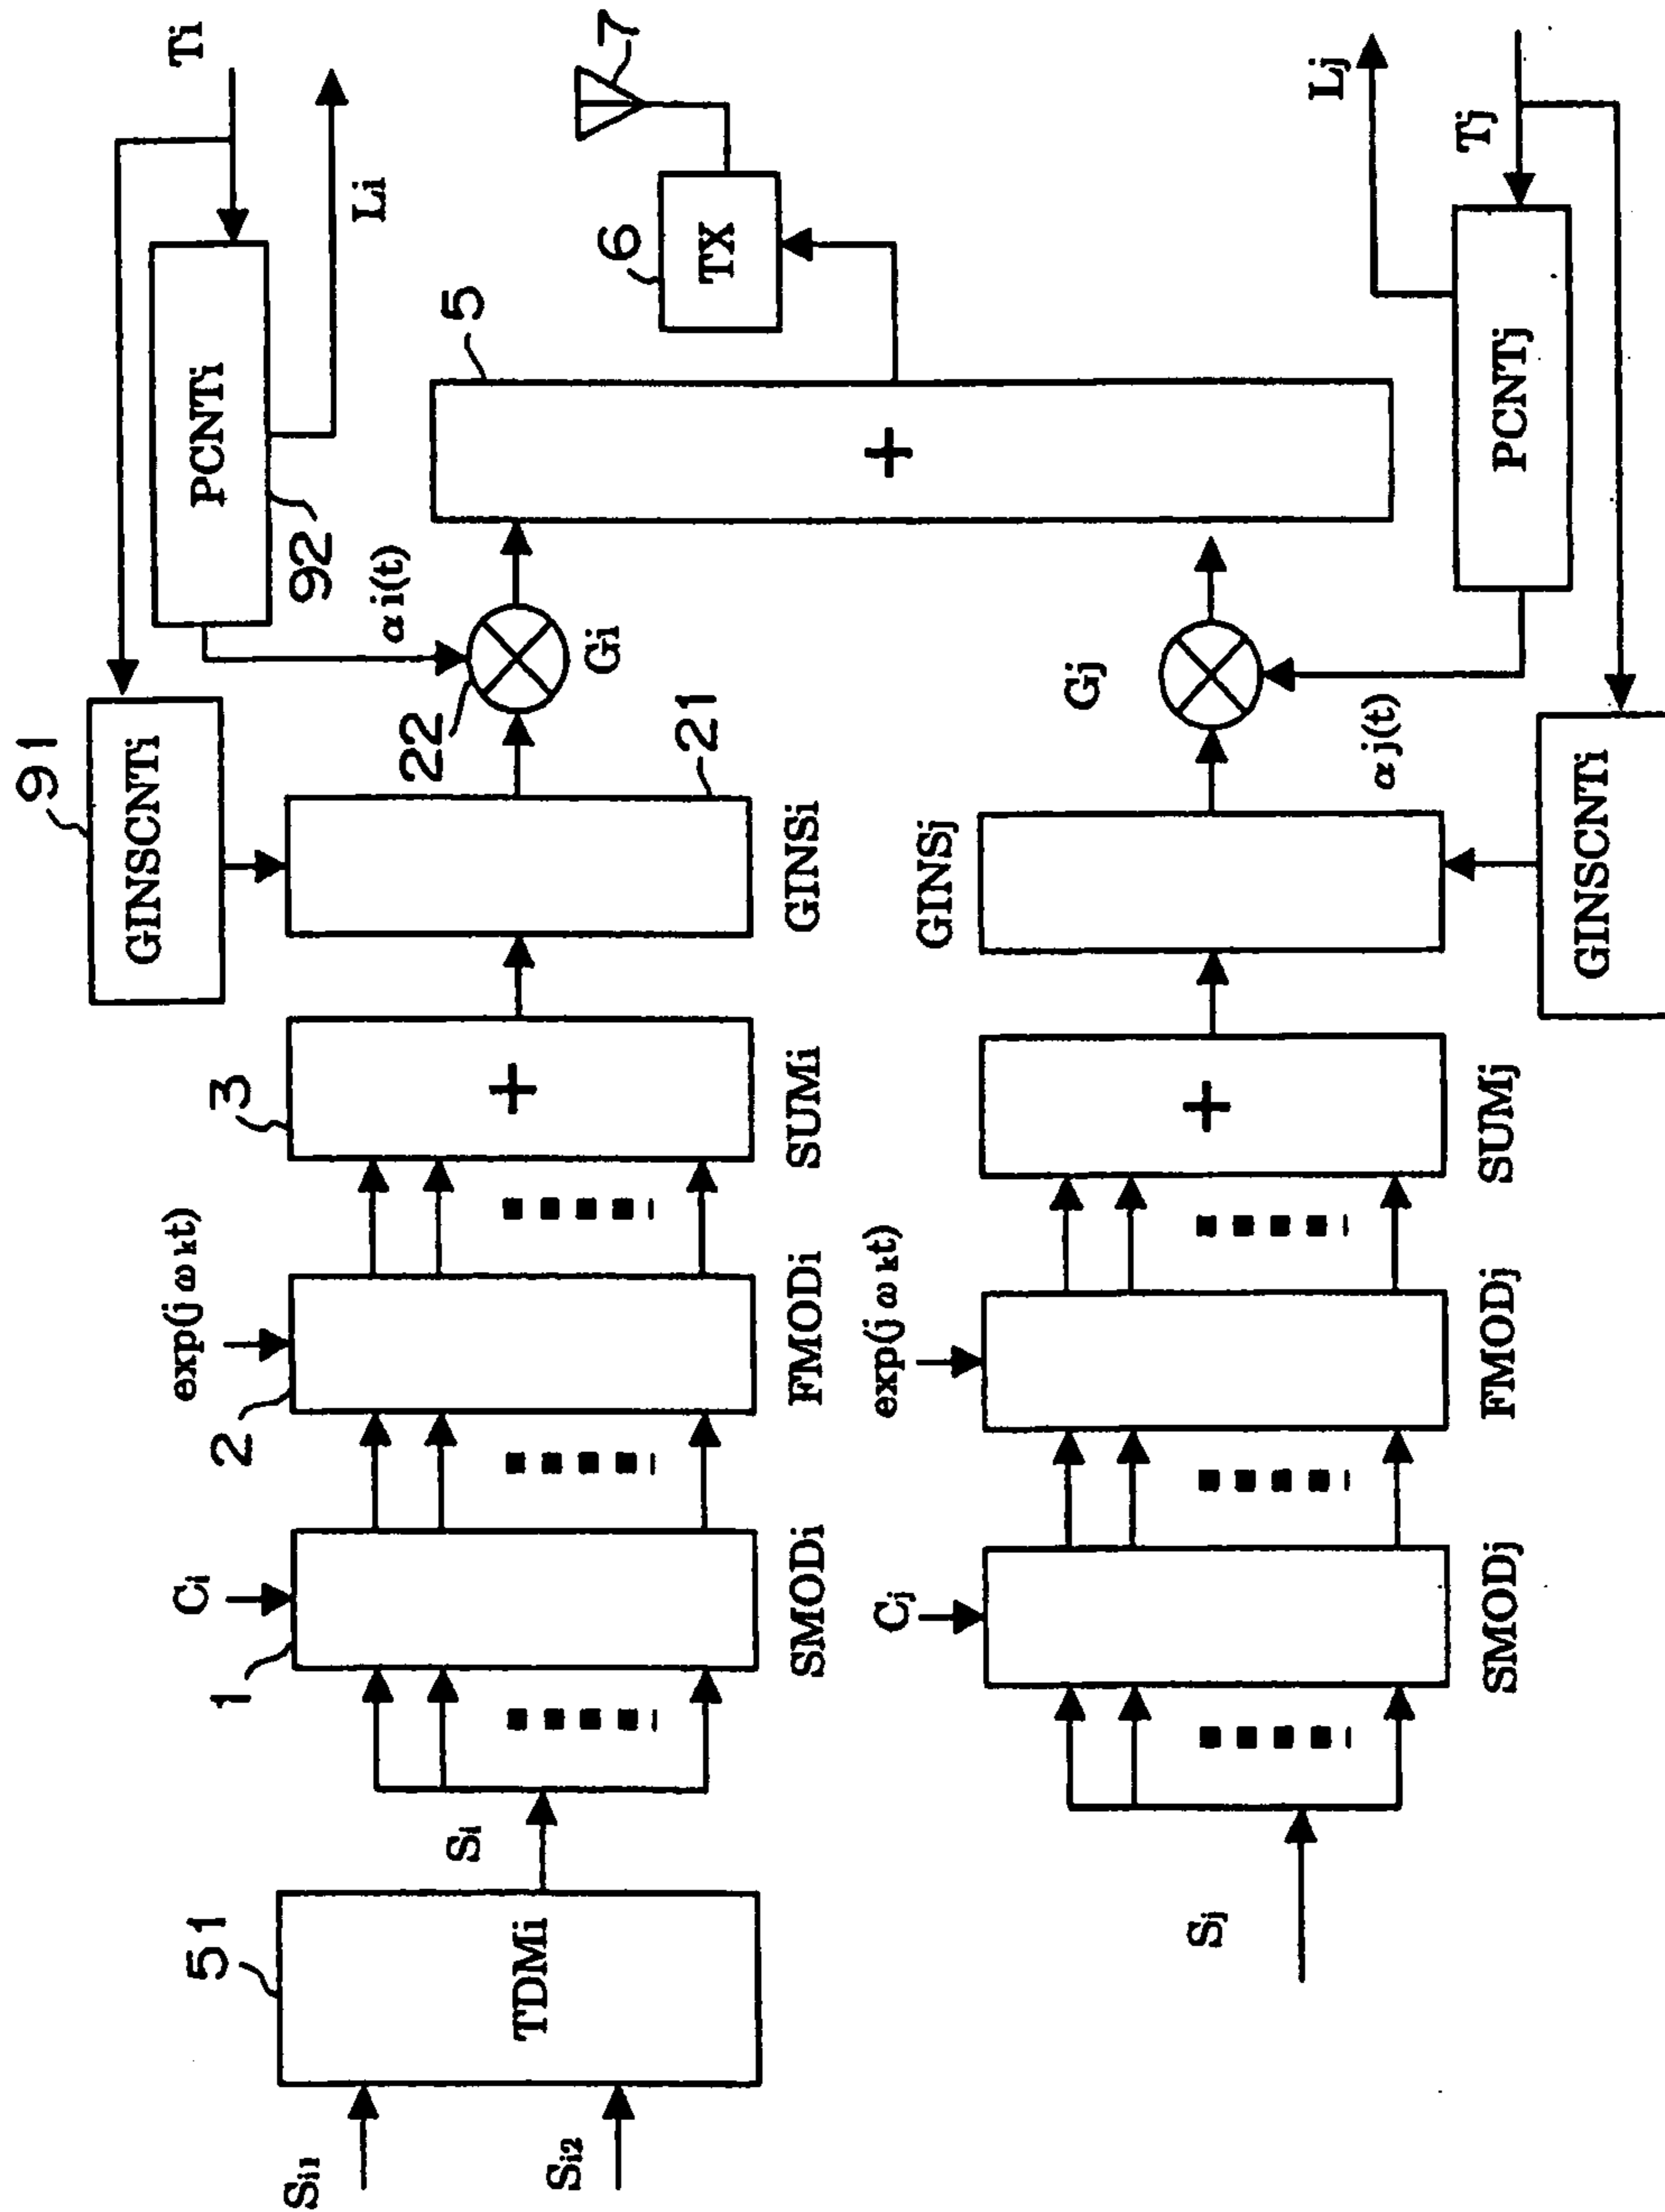 91
GINSCNTi
PCNTi
92
Ti
Li
αi(t)
51
TDMi
Si1
Si2
Si
1
Ci
SMODi
2
exp(jωkt)
FMODi
3
SUMi
+
21
GINSi
22
Gi
5
+
6
TX
7
Sj
Cj
SMODj
exp(jωkt)
FMODj
+
SUMj
GINSj
Gj
αj(t)
GINSCNTi
PCNTj
Lj
Tj